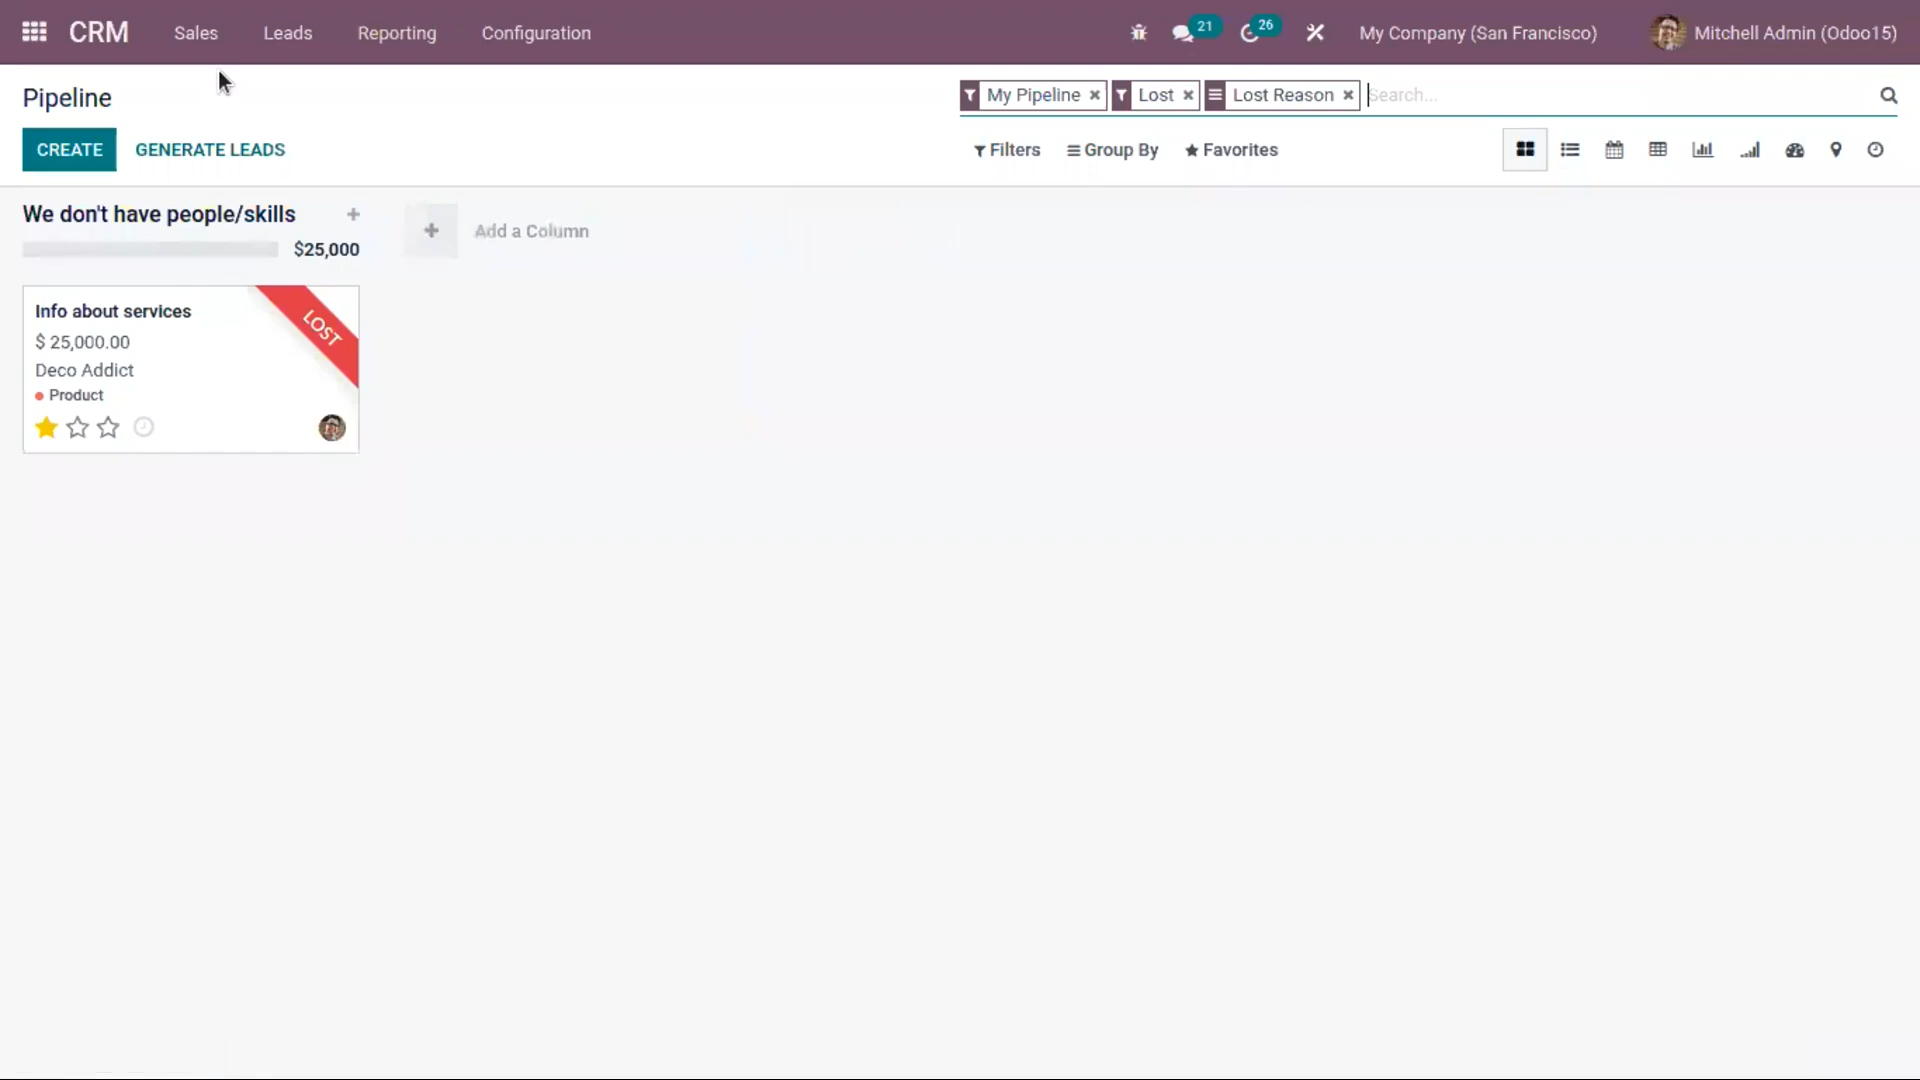 CRM Sales Leads Reporting Configuration 21 26 My Company (San Francisco) Mitchell Admin (Odoo15)
Pipeline
My Pipeline × Lost × Lost Reason × Search...
CREATE GENERATE LEADS
Filters Group By Favorites
We don't have people/skills +
$25,000
+ Add a Column
Info about services
LOST
$ 25,000.00
Deco Addict
Product